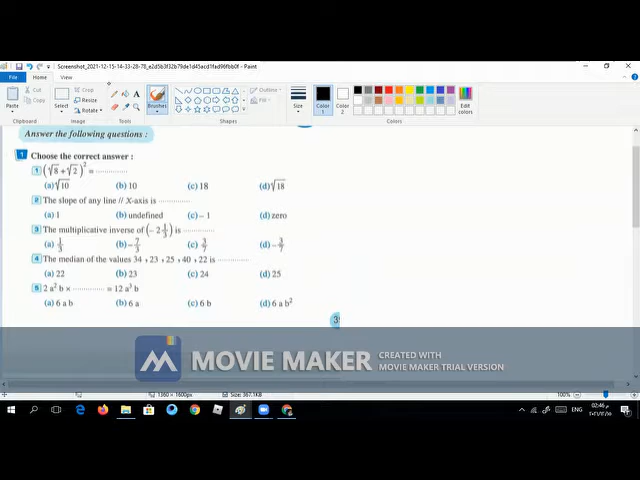 Screenshot_2021-12-15-14-33-28-78_e2d5b3f32b79de1d45acd1fad96fbb0f - Paint
File Home View
Paste Cut Copy Select Crop Resize Rotate Brushes Outline Fill Size Color 1 Color 2 Edit colors
Clipboard Image Tools Shapes Colors
Answer the following questions :
1 Choose the correct answer :
1 (√8 + √2)² = ..............
(a) √10 (b) 10 (c) 18 (d) √18
2 The slope of any line // X-axis is ..............
(a) 1 (b) undefined (c) – 1 (d) zero
3 The multiplicative inverse of (– 2 1/3) is ..............
(a) 1/3 (b) – 7/3 (c) 3/7 (d) – 3/7
4 The median of the values 34 , 23 , 25 , 40 , 22 is ..............
(a) 22 (b) 23 (c) 24 (d) 25
5 2 a² b × .............. = 12 a³ b
(a) 6 a b (b) 6 a (c) 6 b (d) 6 a b²
MOVIE MAKER
CREATED WITH
MOVIE MAKER TRIAL VERSION
1360 × 1600px Size: 367.1KB 100%
ENG 02:46 م